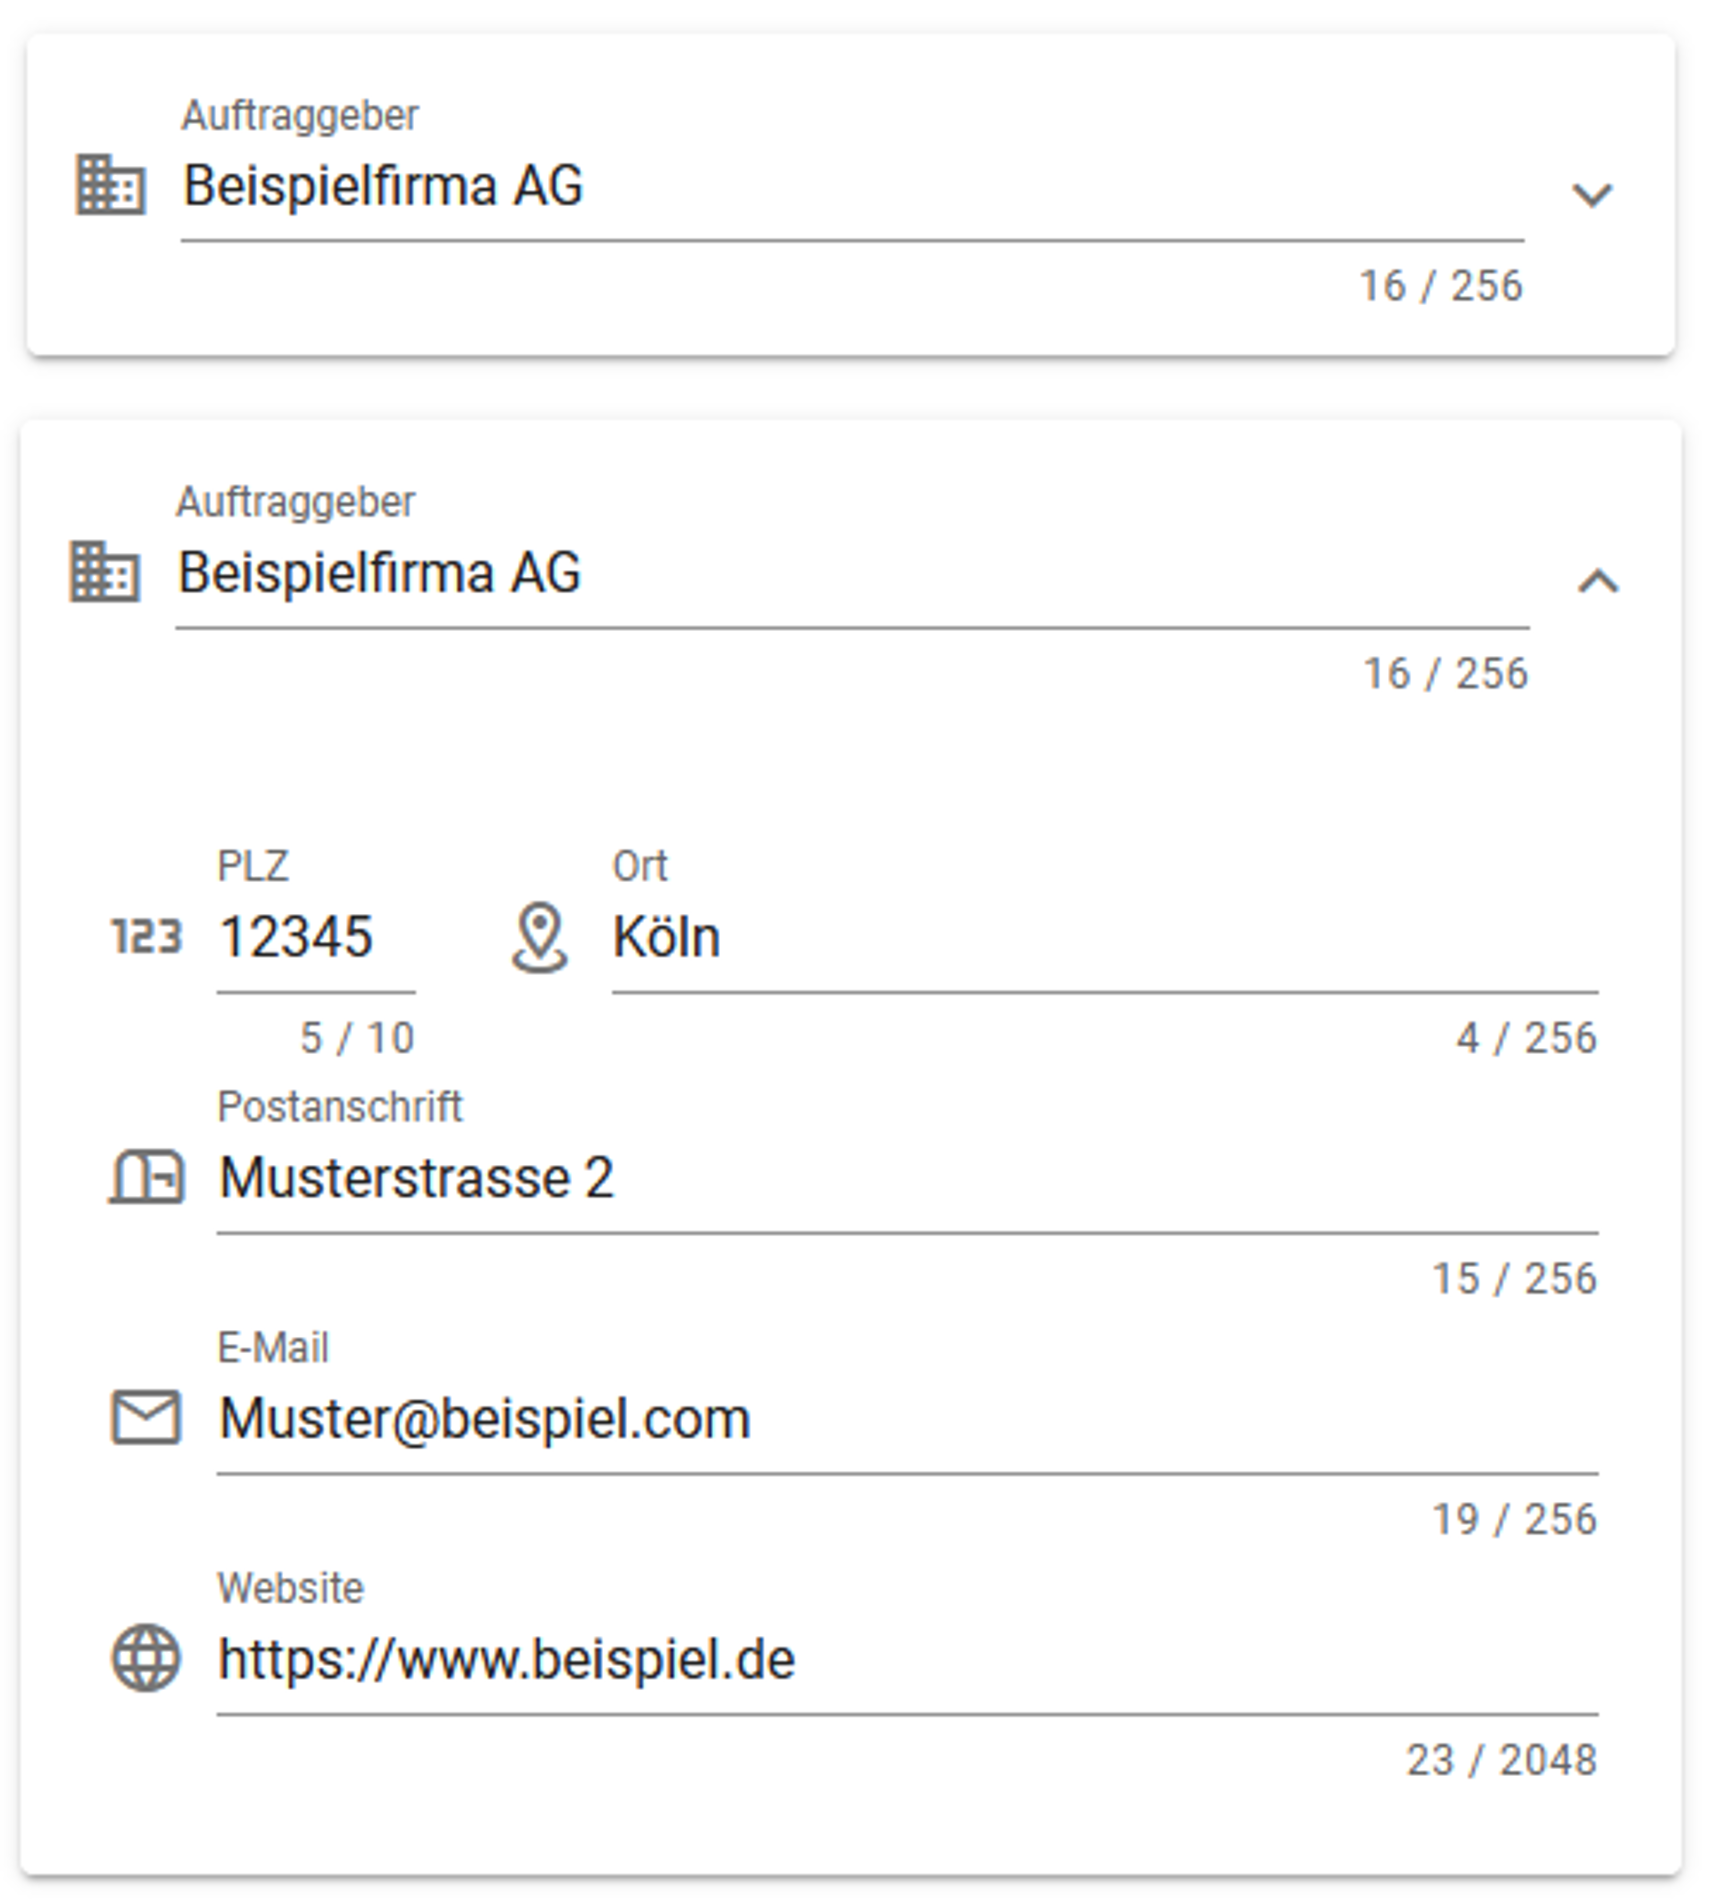 Auftraggeber
Beispielfirma AG
16 / 256
Auftraggeber
Beispielfirma AG
16 / 256
PLZ Ort
123 12345 Köln
5 / 10 4 / 256
Postanschrift
Musterstrasse 2
15 / 256
E-Mail
Muster@beispiel.com
19 / 256
Website
https://www.beispiel.de
23 / 2048